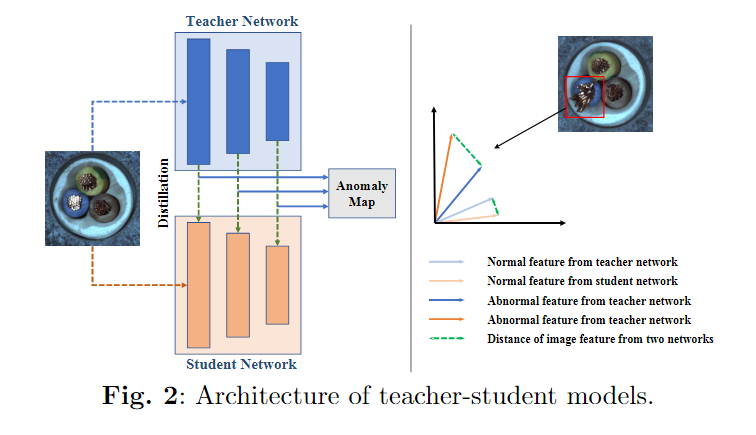 Teacher Network
Distillation
Anomaly
Map
Student Network
Normal feature from teacher network
Normal feature from student network
Abnormal feature from teacher network
Abnormal feature from teacher network
Distance of image feature from two networks
Fig. 2: Architecture of teacher-student models.